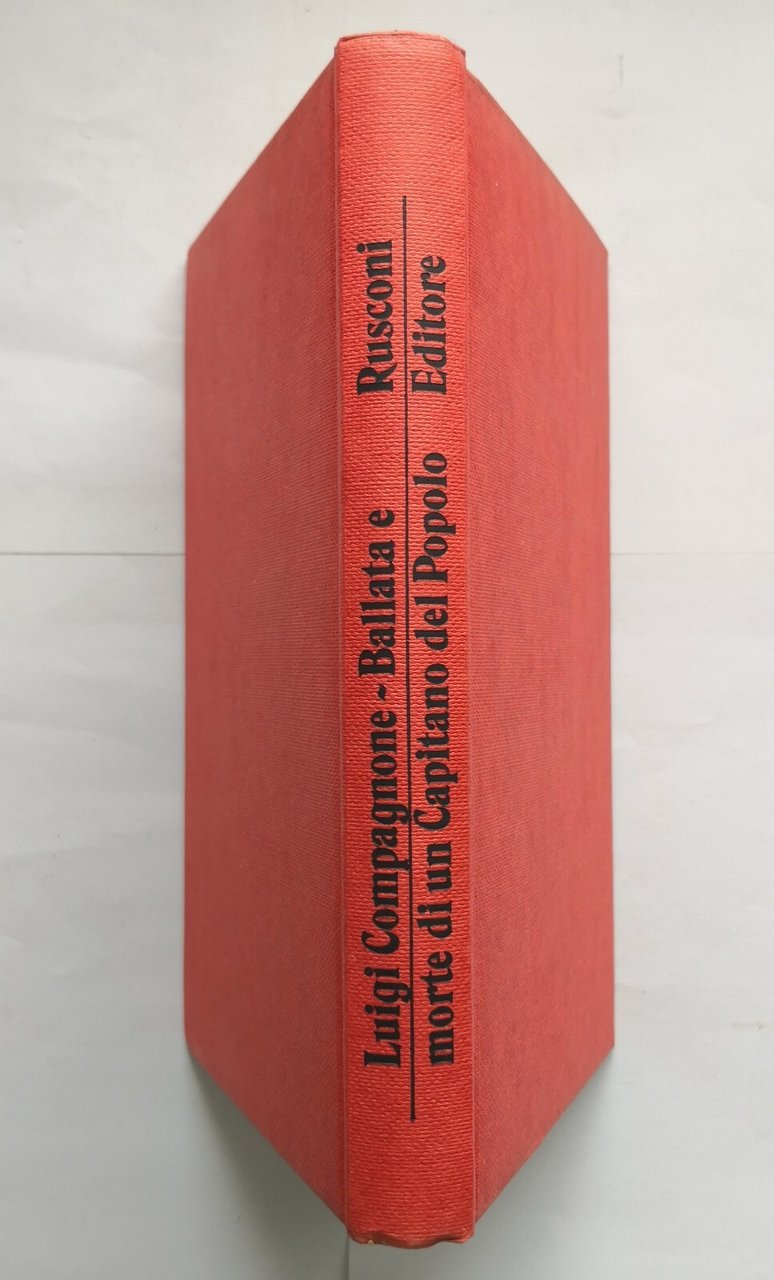 Luigi Compagnone - Ballata e
morte di un Capitano del Popolo
Rusconi
Editore